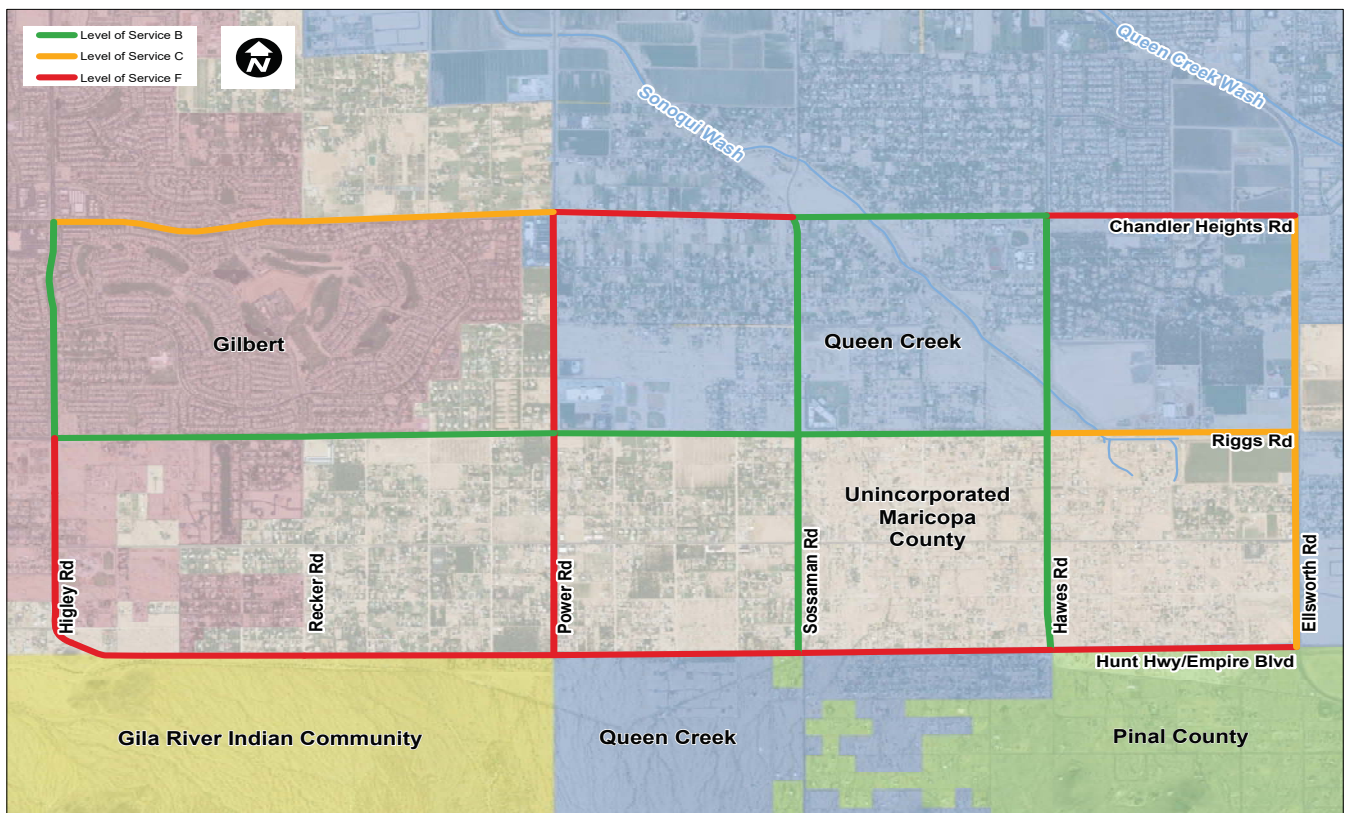 Level of Service B
Level of Service C
Level of Service F
N
Queen Creek Wash
Sonoqui Wash
Chandler Heights Rd
Gilbert
Queen Creek
Riggs Rd
Unincorporated
Maricopa
County
Higley Rd
Recker Rd
Power Rd
Sossaman Rd
Hawes Rd
Ellsworth Rd
Hunt Hwy/Empire Blvd
Gila River Indian Community
Queen Creek
Pinal County